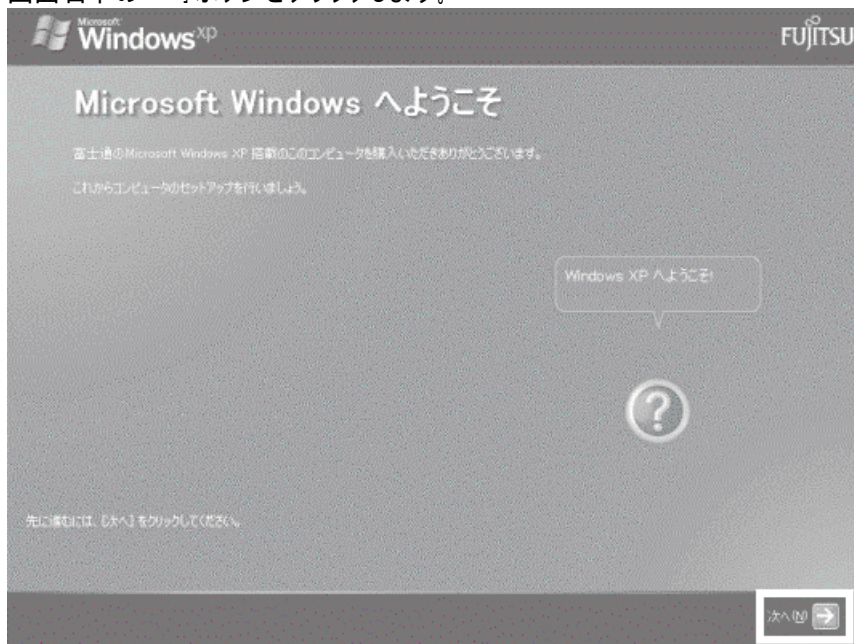 Microsoft
Windows xp
FUJITSU
Microsoft Windows へようこそ
富士通のMicrosoft Windows XP 搭載のこのコンピュータを購入いただきありがとうございます。
これからコンピュータのセットアップを行いましょう。
Windows XP へようこそ!
?
先に進むには、[次へ] をクリックしてください。
次へ(N)